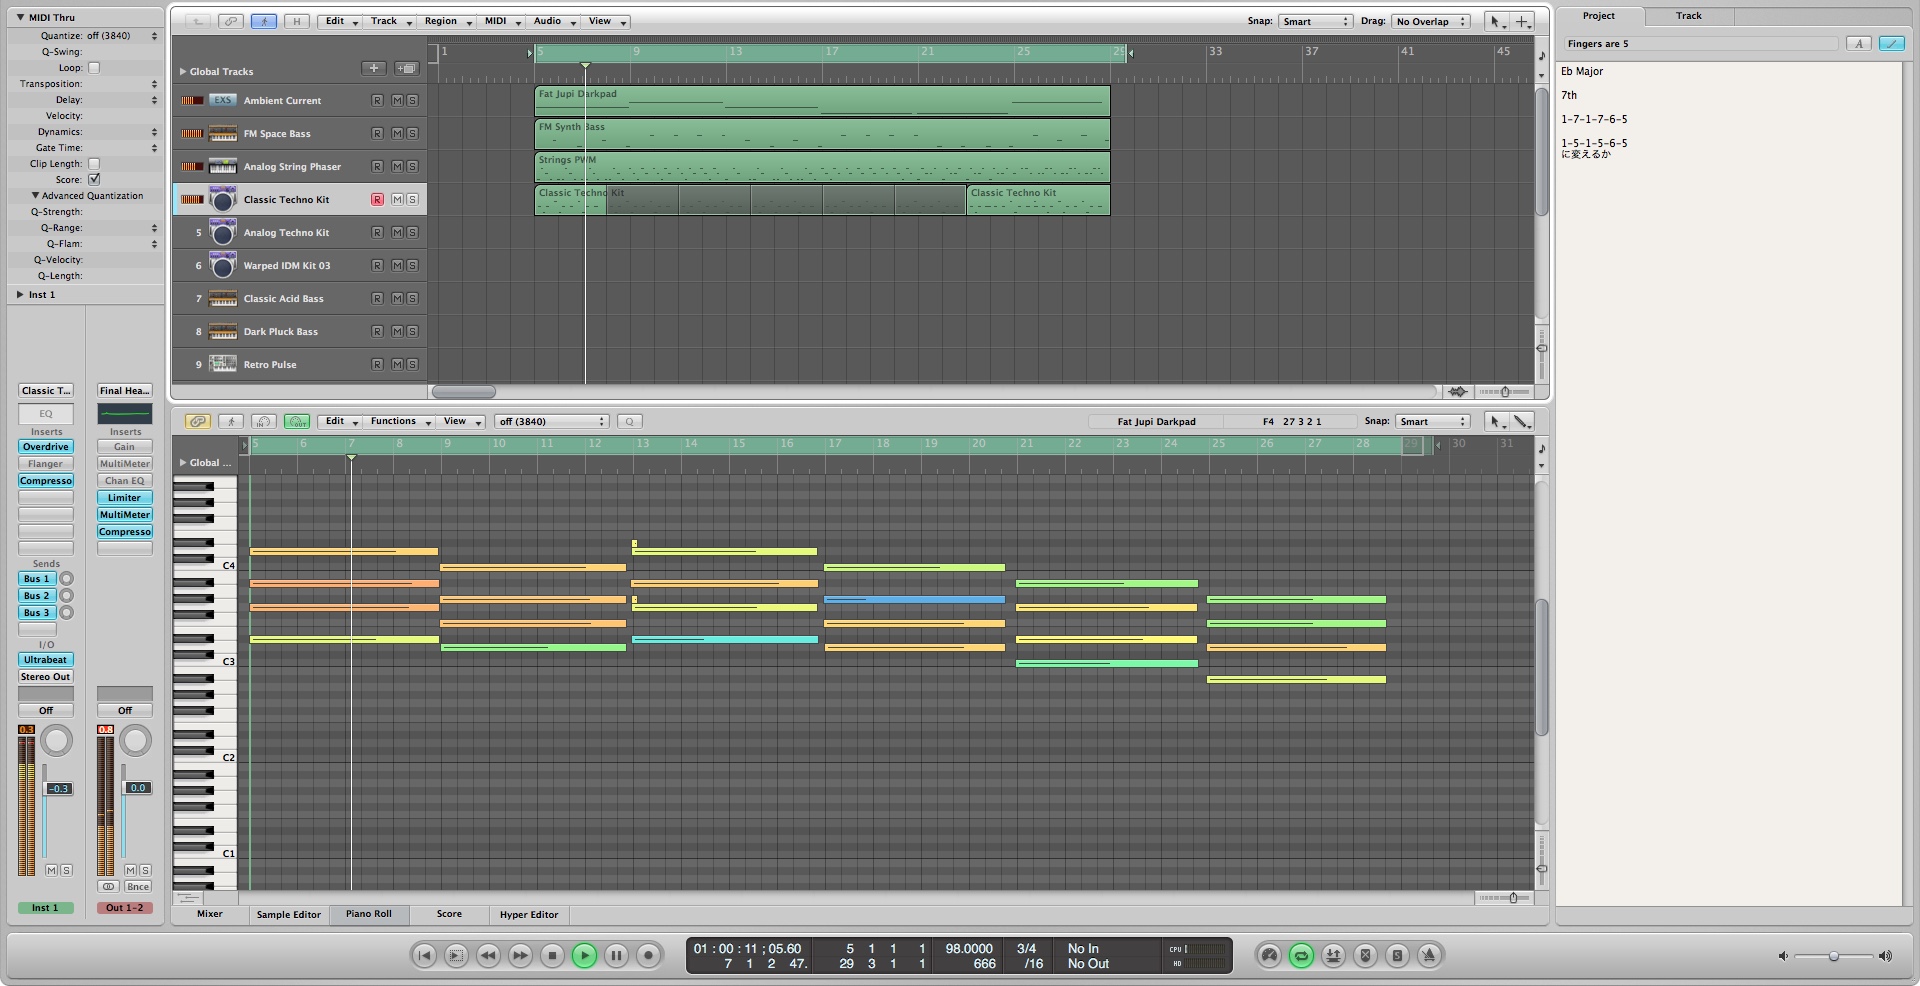 MIDI Thru
Quantize: off (3840)
Q-Swing:
Loop:
Transposition:
Delay:
Velocity:
Dynamics:
Gate Time:
Clip Length:
Score:
Advanced Quantization
Q-Strength:
Q-Range:
Q-Flam:
Q-Velocity:
Q-Length:
Inst 1
Classic T...
EQ
Inserts
Overdrive
Flanger
Compresso
Sends
Bus 1
Bus 2
Bus 3
I/O
Ultrabeat
Stereo Out
Off
0.3
-0.3
M S
Inst 1
Final Hea...
Inserts
Gain
MultiMeter
Chan EQ
Limiter
MultiMeter
Compresso
Off
0.8
0.0
M S
Bnce
Out 1-2
H Edit Track Region MIDI Audio View Snap: Smart Drag: No Overlap
1 5 9 13 17 21 25 29 33 37 41 45
Global Tracks
EXS Ambient Current R M S
FM Space Bass R M S
Analog String Phaser R M S
Classic Techno Kit R M S
5 Analog Techno Kit R M S
6 Warped IDM Kit 03 R M S
7 Classic Acid Bass R M S
8 Dark Pluck Bass R M S
9 Retro Pulse R M S
Fat Jupi Darkpad
FM Synth Bass
Strings PWM
Classic Techno Kit Classic Techno Kit
IN OUT Edit Functions View off (3840) Q Fat Jupi Darkpad F4 27 3 2 1 Snap: Smart
5 6 7 8 9 10 11 12 13 14 15 16 17 18 19 20 21 22 23 24 25 26 27 28 29 30 31
Global ...
C4
C3
C2
C1
Mixer Sample Editor Piano Roll Score Hyper Editor
01 : 00 : 11 ; 05.60 5 1 1 1 98.0000 3/4 No In CPU
7 1 2 47. 29 3 1 1 666 /16 No Out HD
S
Project Track
Fingers are 5 A
Eb Major
7th
1-7-1-7-6-5
1-5-1-5-6-5
に変えるか